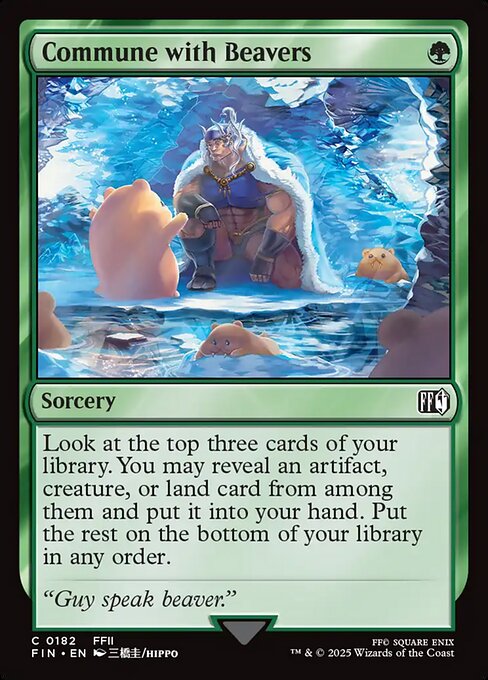 Commune with Beavers
Sorcery
FF
Look at the top three cards of your
library. You may reveal an artifact,
creature, or land card from among
them and put it into your hand. Put
the rest on the bottom of your library
in any order.
“Guy speak beaver.”
C 0182 FFII
FIN • EN 三橋圭/HIPPO
FF© SQUARE ENIX
™ & © 2025 Wizards of the Coast